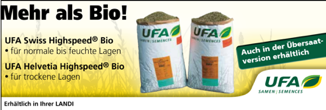 Mehr als Bio!
UFA Swiss Highspeed® Bio
• für normale bis feuchte Lagen
UFA Helvetia Highspeed® Bio
• für trockene Lagen
Erhältlich in Ihrer LANDI
UFA
UFA
Auch in der Übersaat-
version erhältlich
UFA
SAMEN | SEMENCES